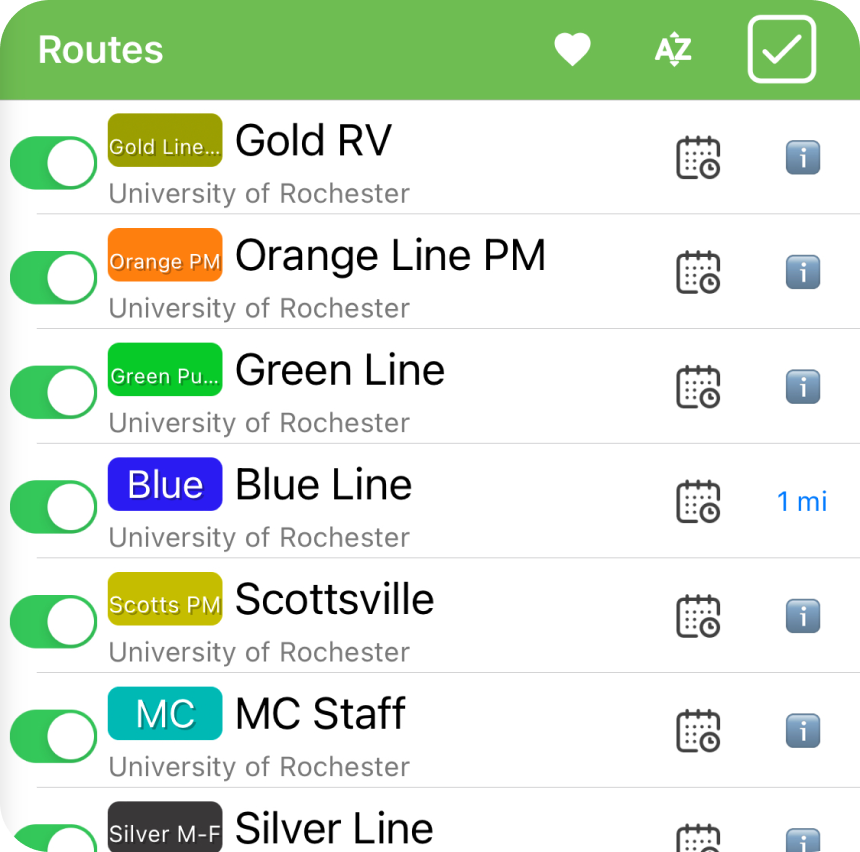 Routes AZ
Gold Line... Gold RV
University of Rochester
Orange PM Orange Line PM
University of Rochester
Green Pu... Green Line
University of Rochester
Blue Blue Line 1 mi
University of Rochester
Scotts PM Scottsville
University of Rochester
MC MC Staff
University of Rochester
Silver M-F Silver Line